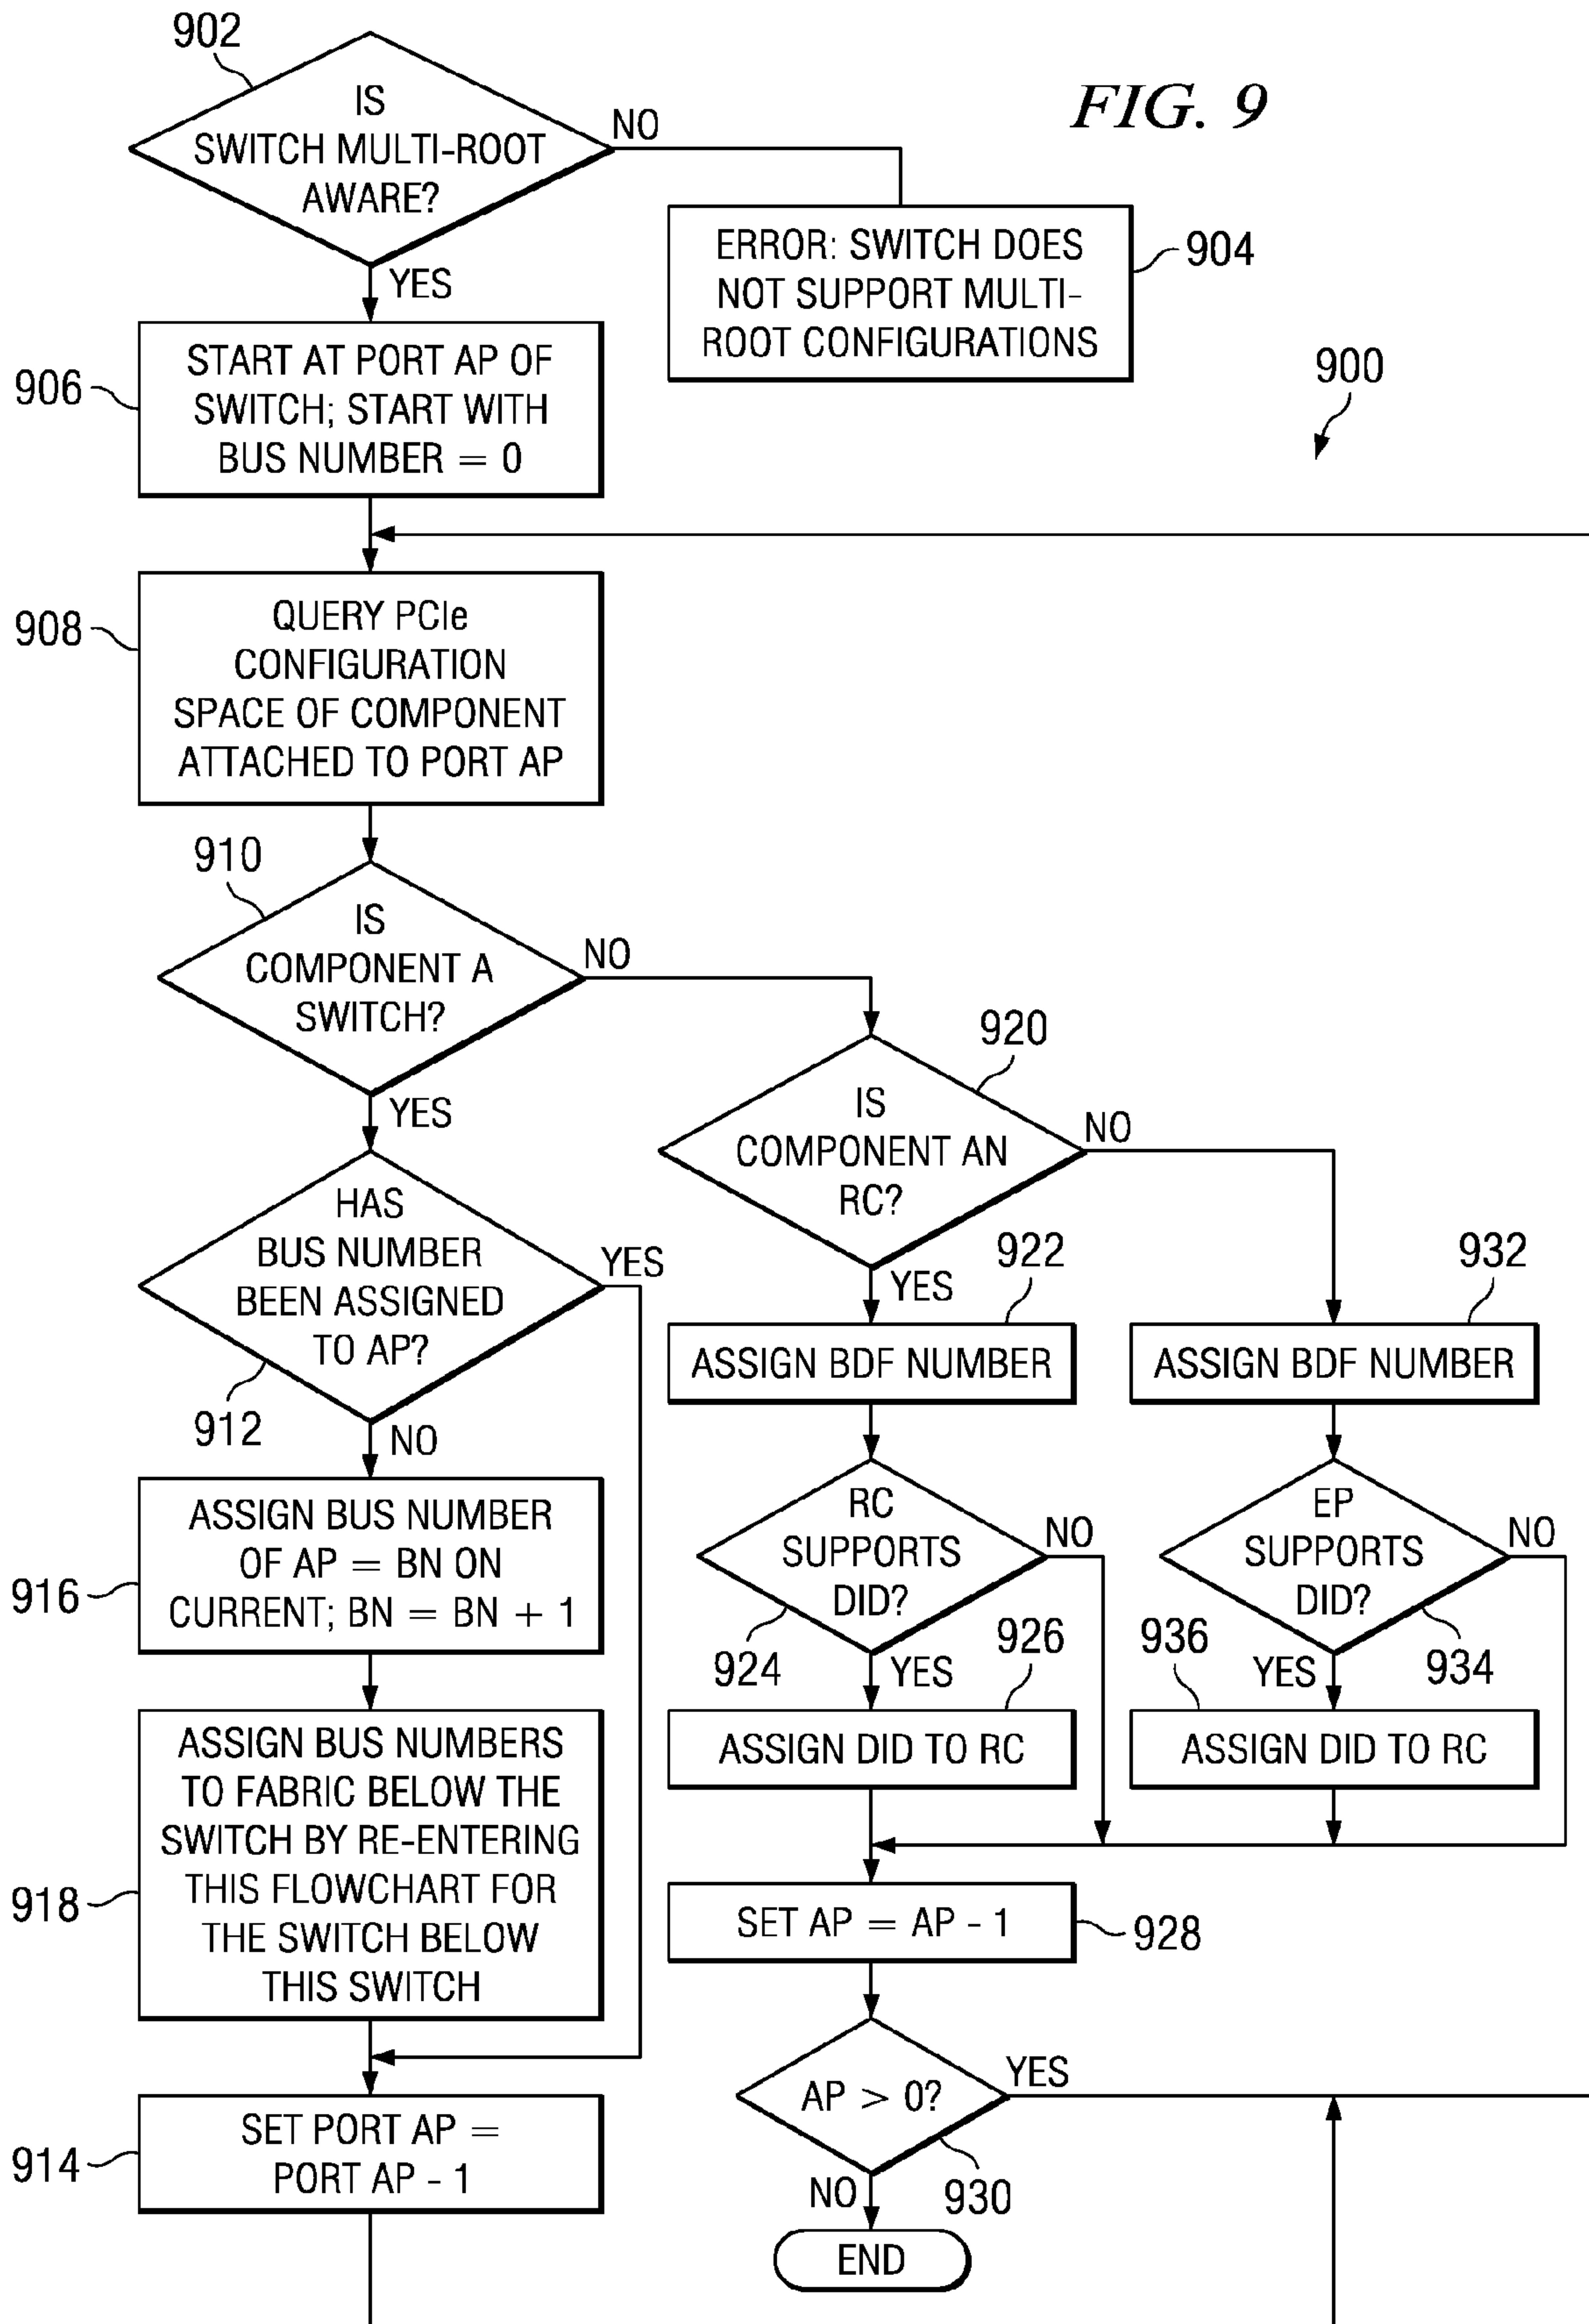 902
IS
SWITCH MULTI-ROOT
AWARE?
NO
YES
FIG. 9
ERROR: SWITCH DOES
NOT SUPPORT MULTI-
ROOT CONFIGURATIONS
904
900
906
START AT PORT AP OF
SWITCH; START WITH
BUS NUMBER = 0
908
QUERY PCIe
CONFIGURATION
SPACE OF COMPONENT
ATTACHED TO PORT AP
910
IS
COMPONENT A
SWITCH?
NO
YES
920
IS
COMPONENT AN
RC?
NO
YES
HAS
BUS NUMBER
BEEN ASSIGNED
TO AP?
YES
912
NO
922
ASSIGN BDF NUMBER
932
ASSIGN BDF NUMBER
916
ASSIGN BUS NUMBER
OF AP = BN ON
CURRENT; BN = BN + 1
RC
SUPPORTS
DID?
NO
924
YES
EP
SUPPORTS
DID?
NO
934
YES
926
ASSIGN DID TO RC
936
ASSIGN DID TO RC
918
ASSIGN BUS NUMBERS
TO FABRIC BELOW THE
SWITCH BY RE-ENTERING
THIS FLOWCHART FOR
THE SWITCH BELOW
THIS SWITCH
SET AP = AP - 1
928
914
SET PORT AP =
PORT AP - 1
AP > 0?
YES
930
NO
END